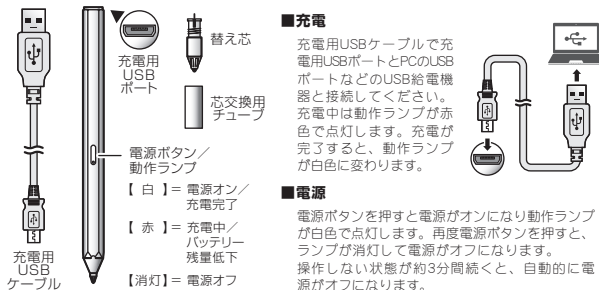 充電用
USB
ポート
替え芯
芯交換用
チューブ
電源ボタン／
動作ランプ
【 白 】＝ 電源オン／
充電完了
【 赤 】＝ 充電中／
バッテリー
残量低下
【消灯】＝ 電源オフ
充電用
USB
ケーブル
■充電
充電用USBケーブルで充
電用USBポートとPCのUSB
ポートなどのUSB給電機
器と接続してください。
充電中は動作ランプが赤
色で点灯します。充電が
完了すると、動作ランプ
が白色に変わります。
■電源
電源ボタンを押すと電源がオンになり動作ランプ
が白色で点灯します。再度電源ボタンを押すと、
ランプが消灯して電源がオフになります。
操作しない状態が約3分間続くと、自動的に電
源がオフになります。